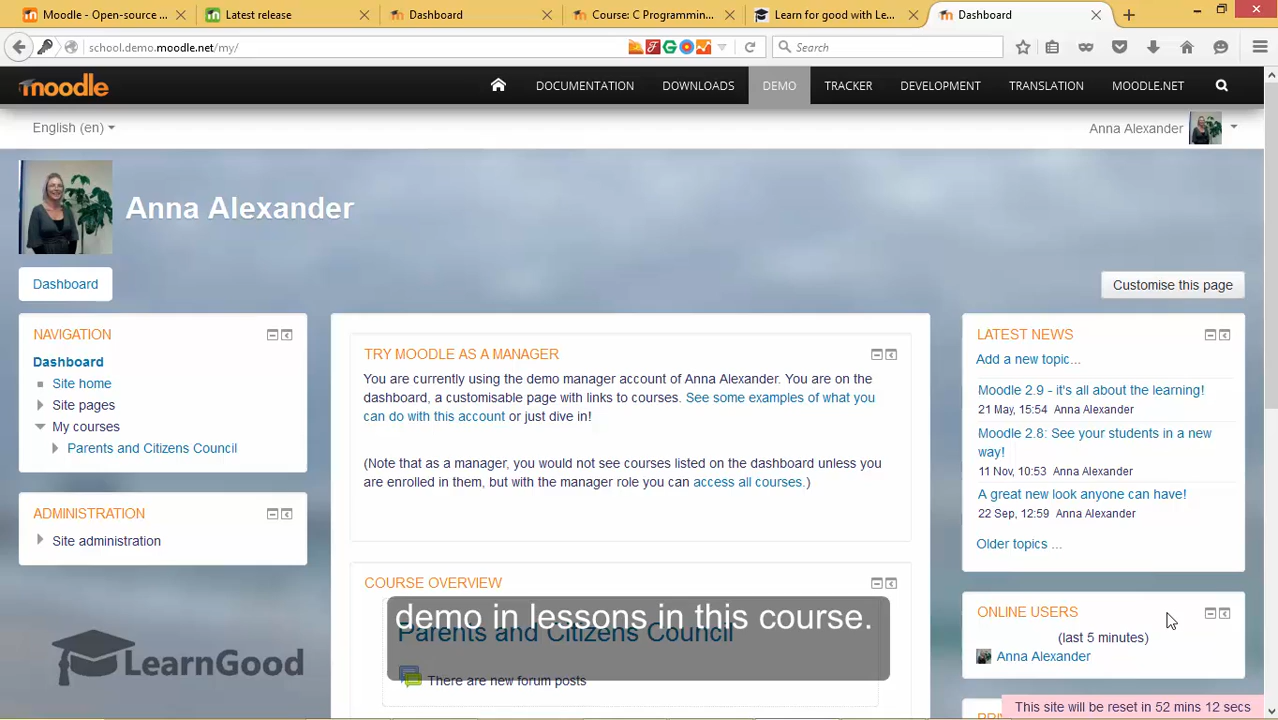 Moodle - Open-source ...
Latest release
Dashboard
Course: C Programmin...
Learn for good with Le...
Dashboard
school.demo.moodle.net/my/
Search
moodle
DOCUMENTATION
DOWNLOADS
DEMO
TRACKER
DEVELOPMENT
TRANSLATION
MOODLE.NET
English (en)
Anna Alexander
Anna Alexander
Dashboard
Customise this page
NAVIGATION
Dashboard
Site home
Site pages
My courses
Parents and Citizens Council
ADMINISTRATION
Site administration
TRY MOODLE AS A MANAGER
You are currently using the demo manager account of Anna Alexander. You are on the
dashboard, a customisable page with links to courses. See some examples of what you
can do with this account or just dive in!
(Note that as a manager, you would not see courses listed on the dashboard unless you
are enrolled in them, but with the manager role you can access all courses.)
COURSE OVERVIEW
demo in lessons in this course.
Parents and Citizens Council
There are new forum posts
LATEST NEWS
Add a new topic...
Moodle 2.9 - it's all about the learning!
21 May, 15:54 Anna Alexander
Moodle 2.8: See your students in a new
way!
11 Nov, 10:53 Anna Alexander
A great new look anyone can have!
22 Sep, 12:59 Anna Alexander
Older topics ...
ONLINE USERS
(last 5 minutes)
Anna Alexander
This site will be reset in 52 mins 12 secs
LearnGood